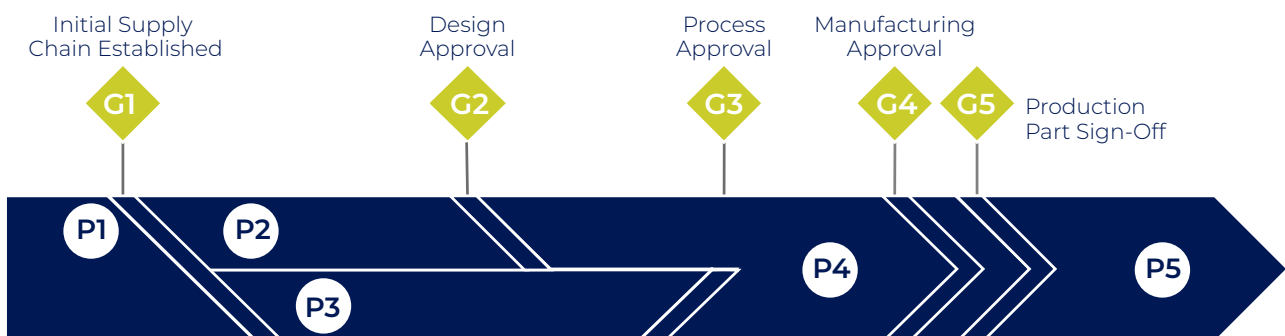 Initial Supply
Chain Established
Design
Approval
Process
Approval
Manufacturing
Approval
G1
G2
G3
G4
G5
Production
Part Sign-Off
P1
P2
P3
P4
P5